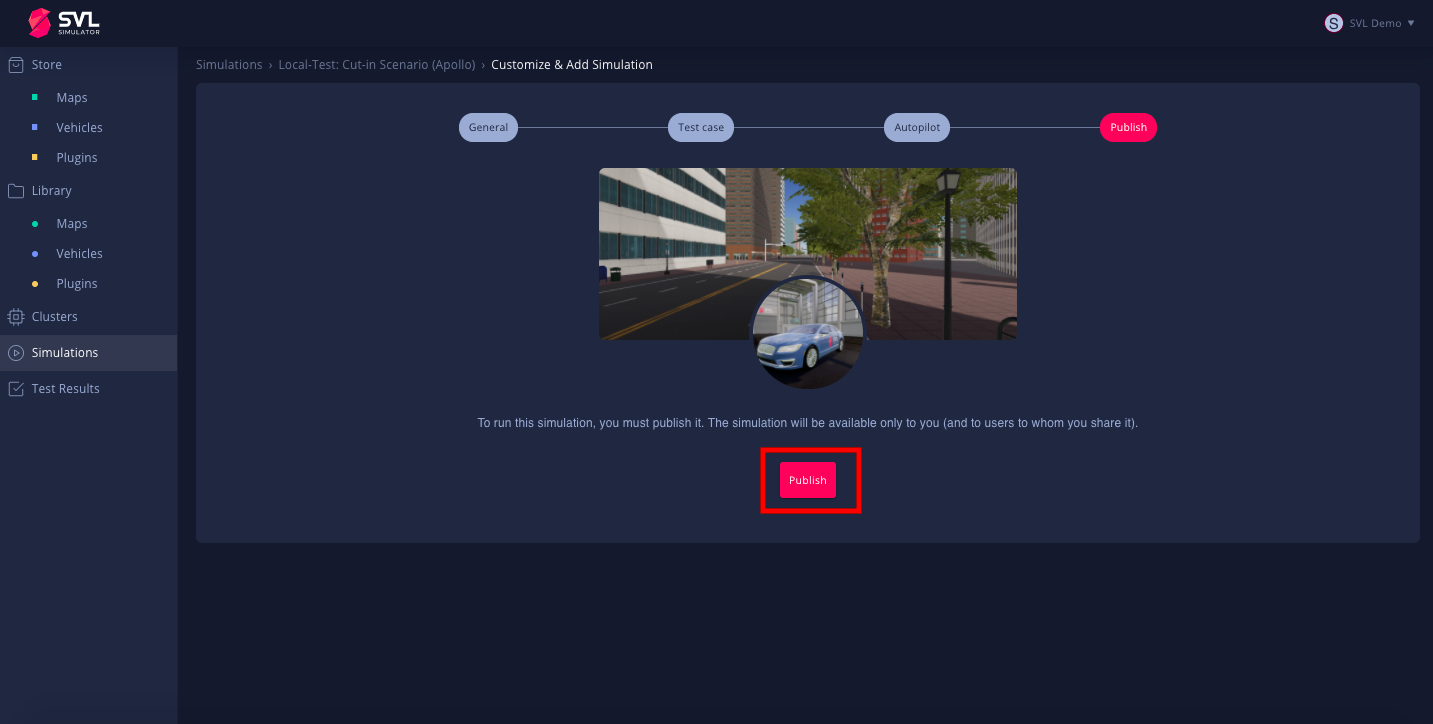 SVL
SIMULATOR
S SVL Demo
Store
Maps
Vehicles
Plugins
Library
Maps
Vehicles
Plugins
Clusters
Simulations
Test Results
Simulations › Local-Test: Cut-in Scenario (Apollo) › Customize & Add Simulation
General
Test case
Autopilot
Publish
To run this simulation, you must publish it. The simulation will be available only to you (and to users to whom you share it).
Publish